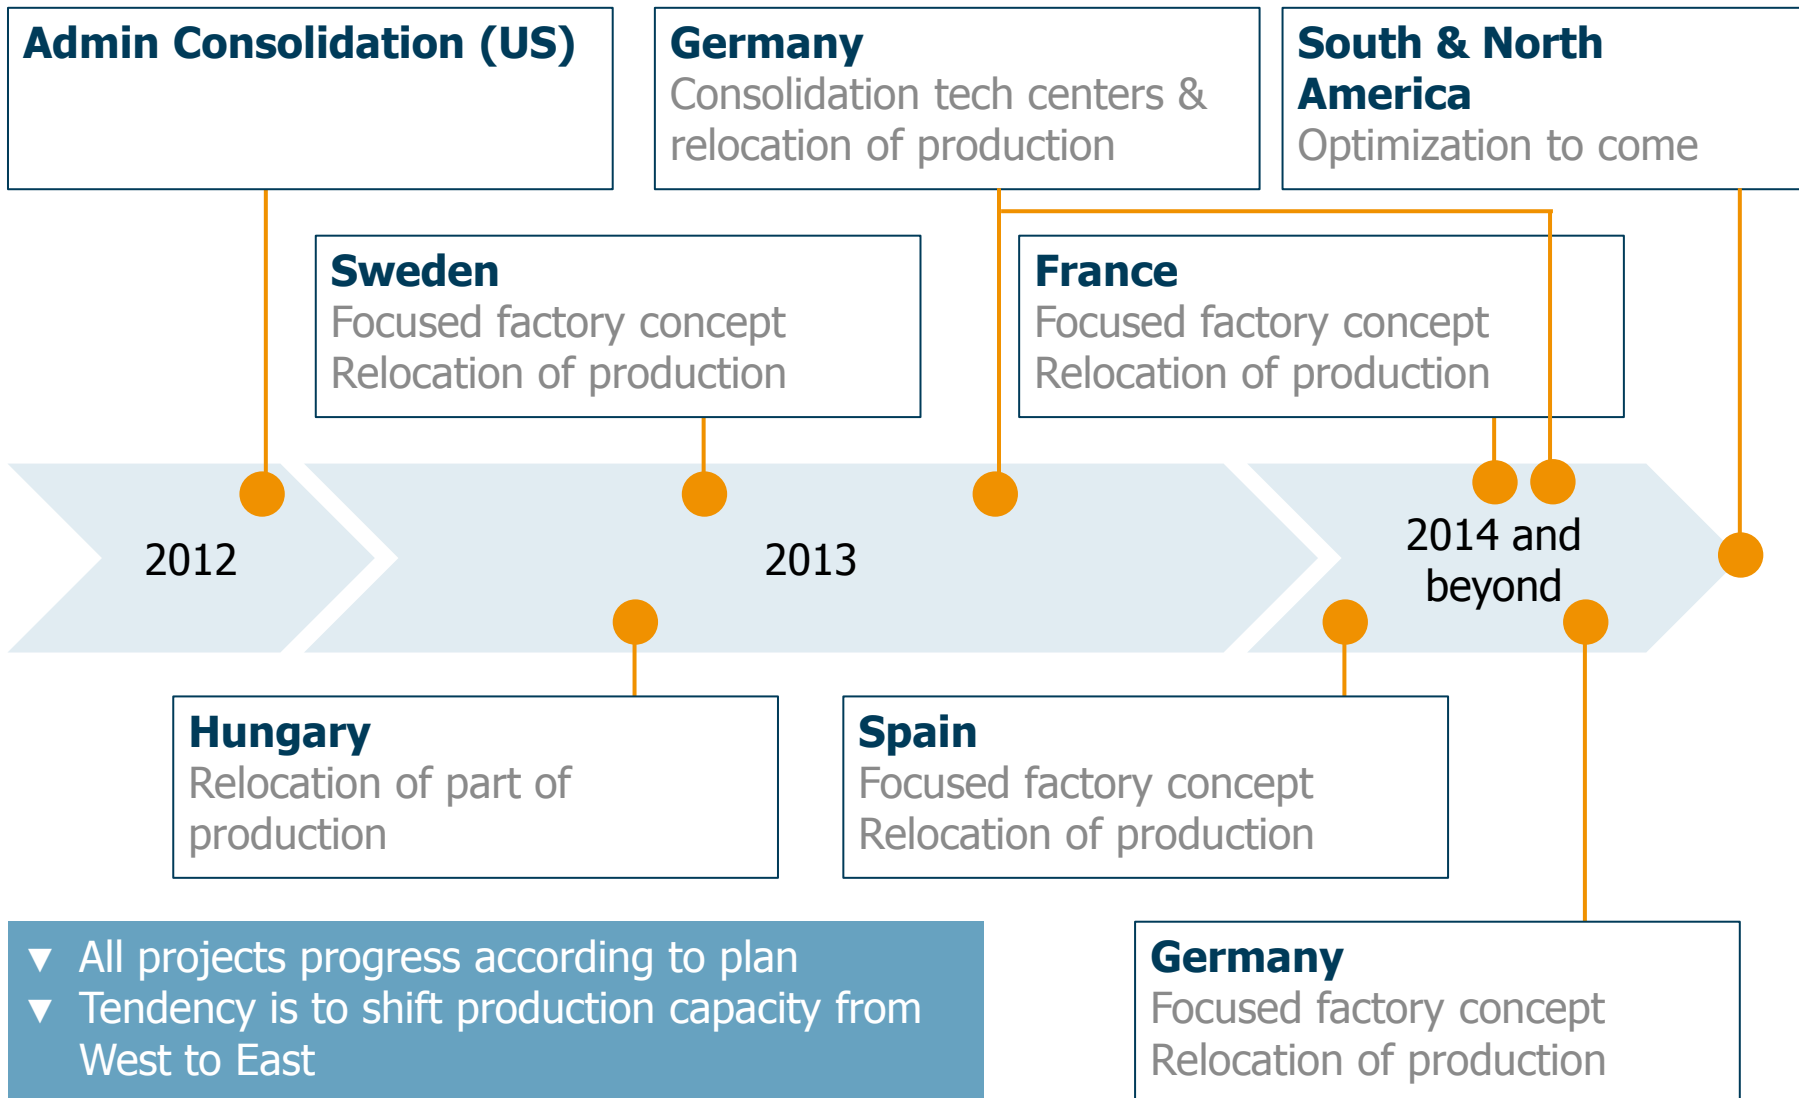 Admin Consolidation (US)
Germany
Consolidation tech centers &
relocation of production
South & North
America
Optimization to come
Sweden
Focused factory concept
Relocation of production
France
Focused factory concept
Relocation of production
2012
2013
2014 and
beyond
Hungary
Relocation of part of
production
Spain
Focused factory concept
Relocation of production
▼ All projects progress according to plan
▼ Tendency is to shift production capacity from
West to East
Germany
Focused factory concept
Relocation of production